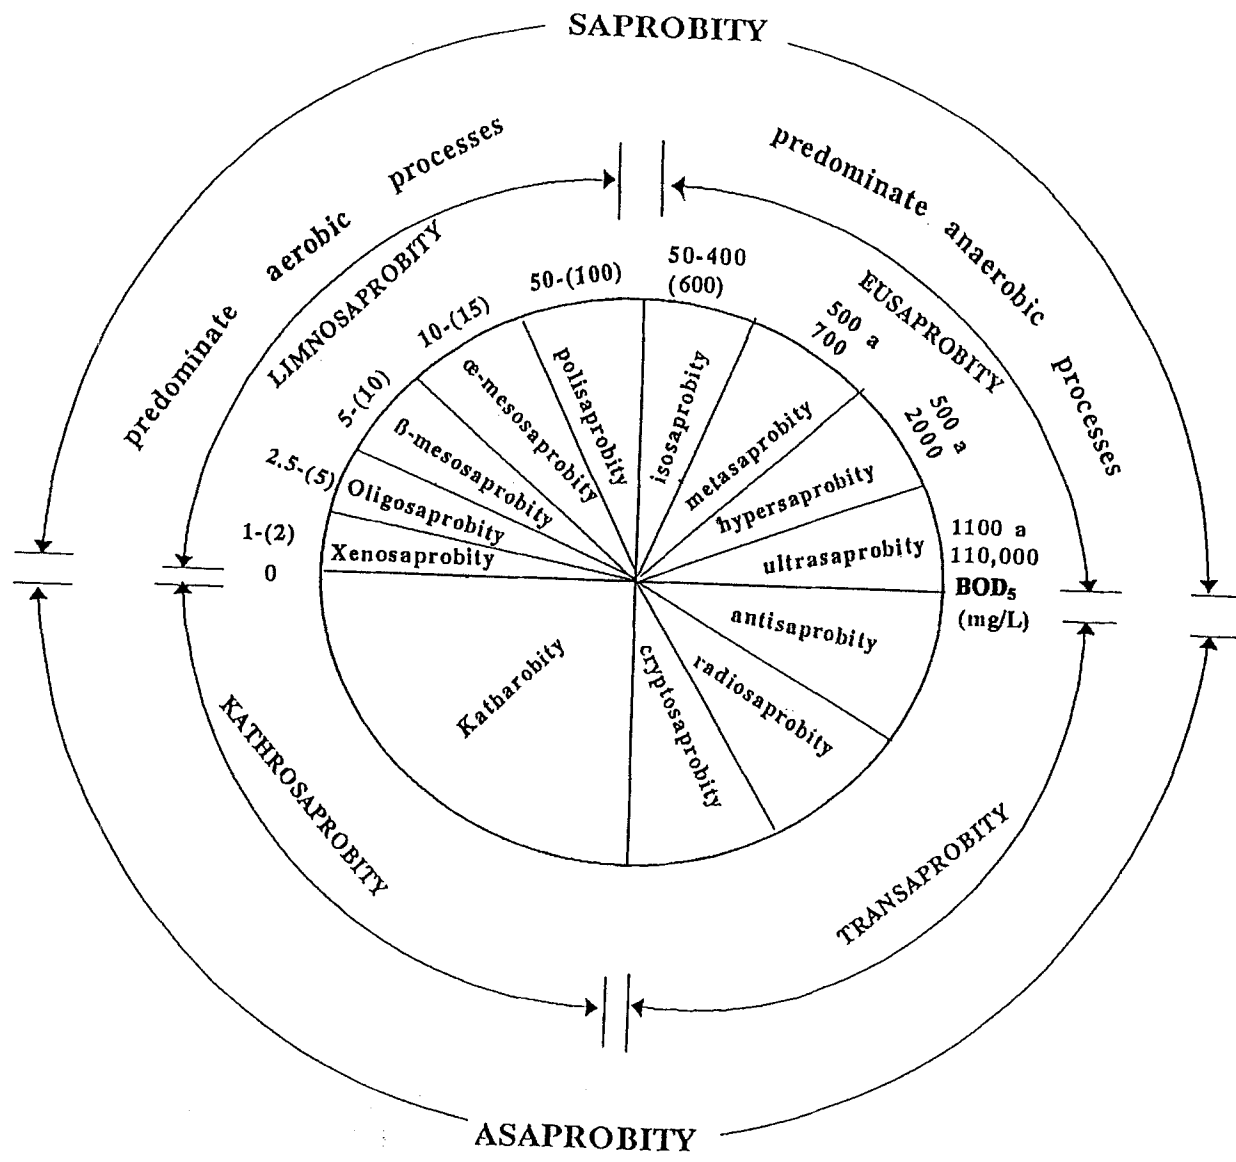 SAPROBITY
predominate aerobic processes
predominate anaerobic processes
LIMNOSAPROBITY
EUSAPROBITY
50-(100)
50-400
(600)
10-(15)
500 a
700
5-(10)
500 a
2000
2.5-(5)
1-(2)
0
1100 a
110,000
BOD₅
(mg/L)
polisaprobity
isosaprobity
œ-mesosaprobity
metasaprobity
ß-mesosaprobity
hypersaprobity
Oligosaprobity
Xenosaprobity
ultrasaprobity
antisaprobity
radiosaprobity
cryptosaprobity
Katharobity
KATHROSAPROBITY
TRANSAPROBITY
ASAPROBITY